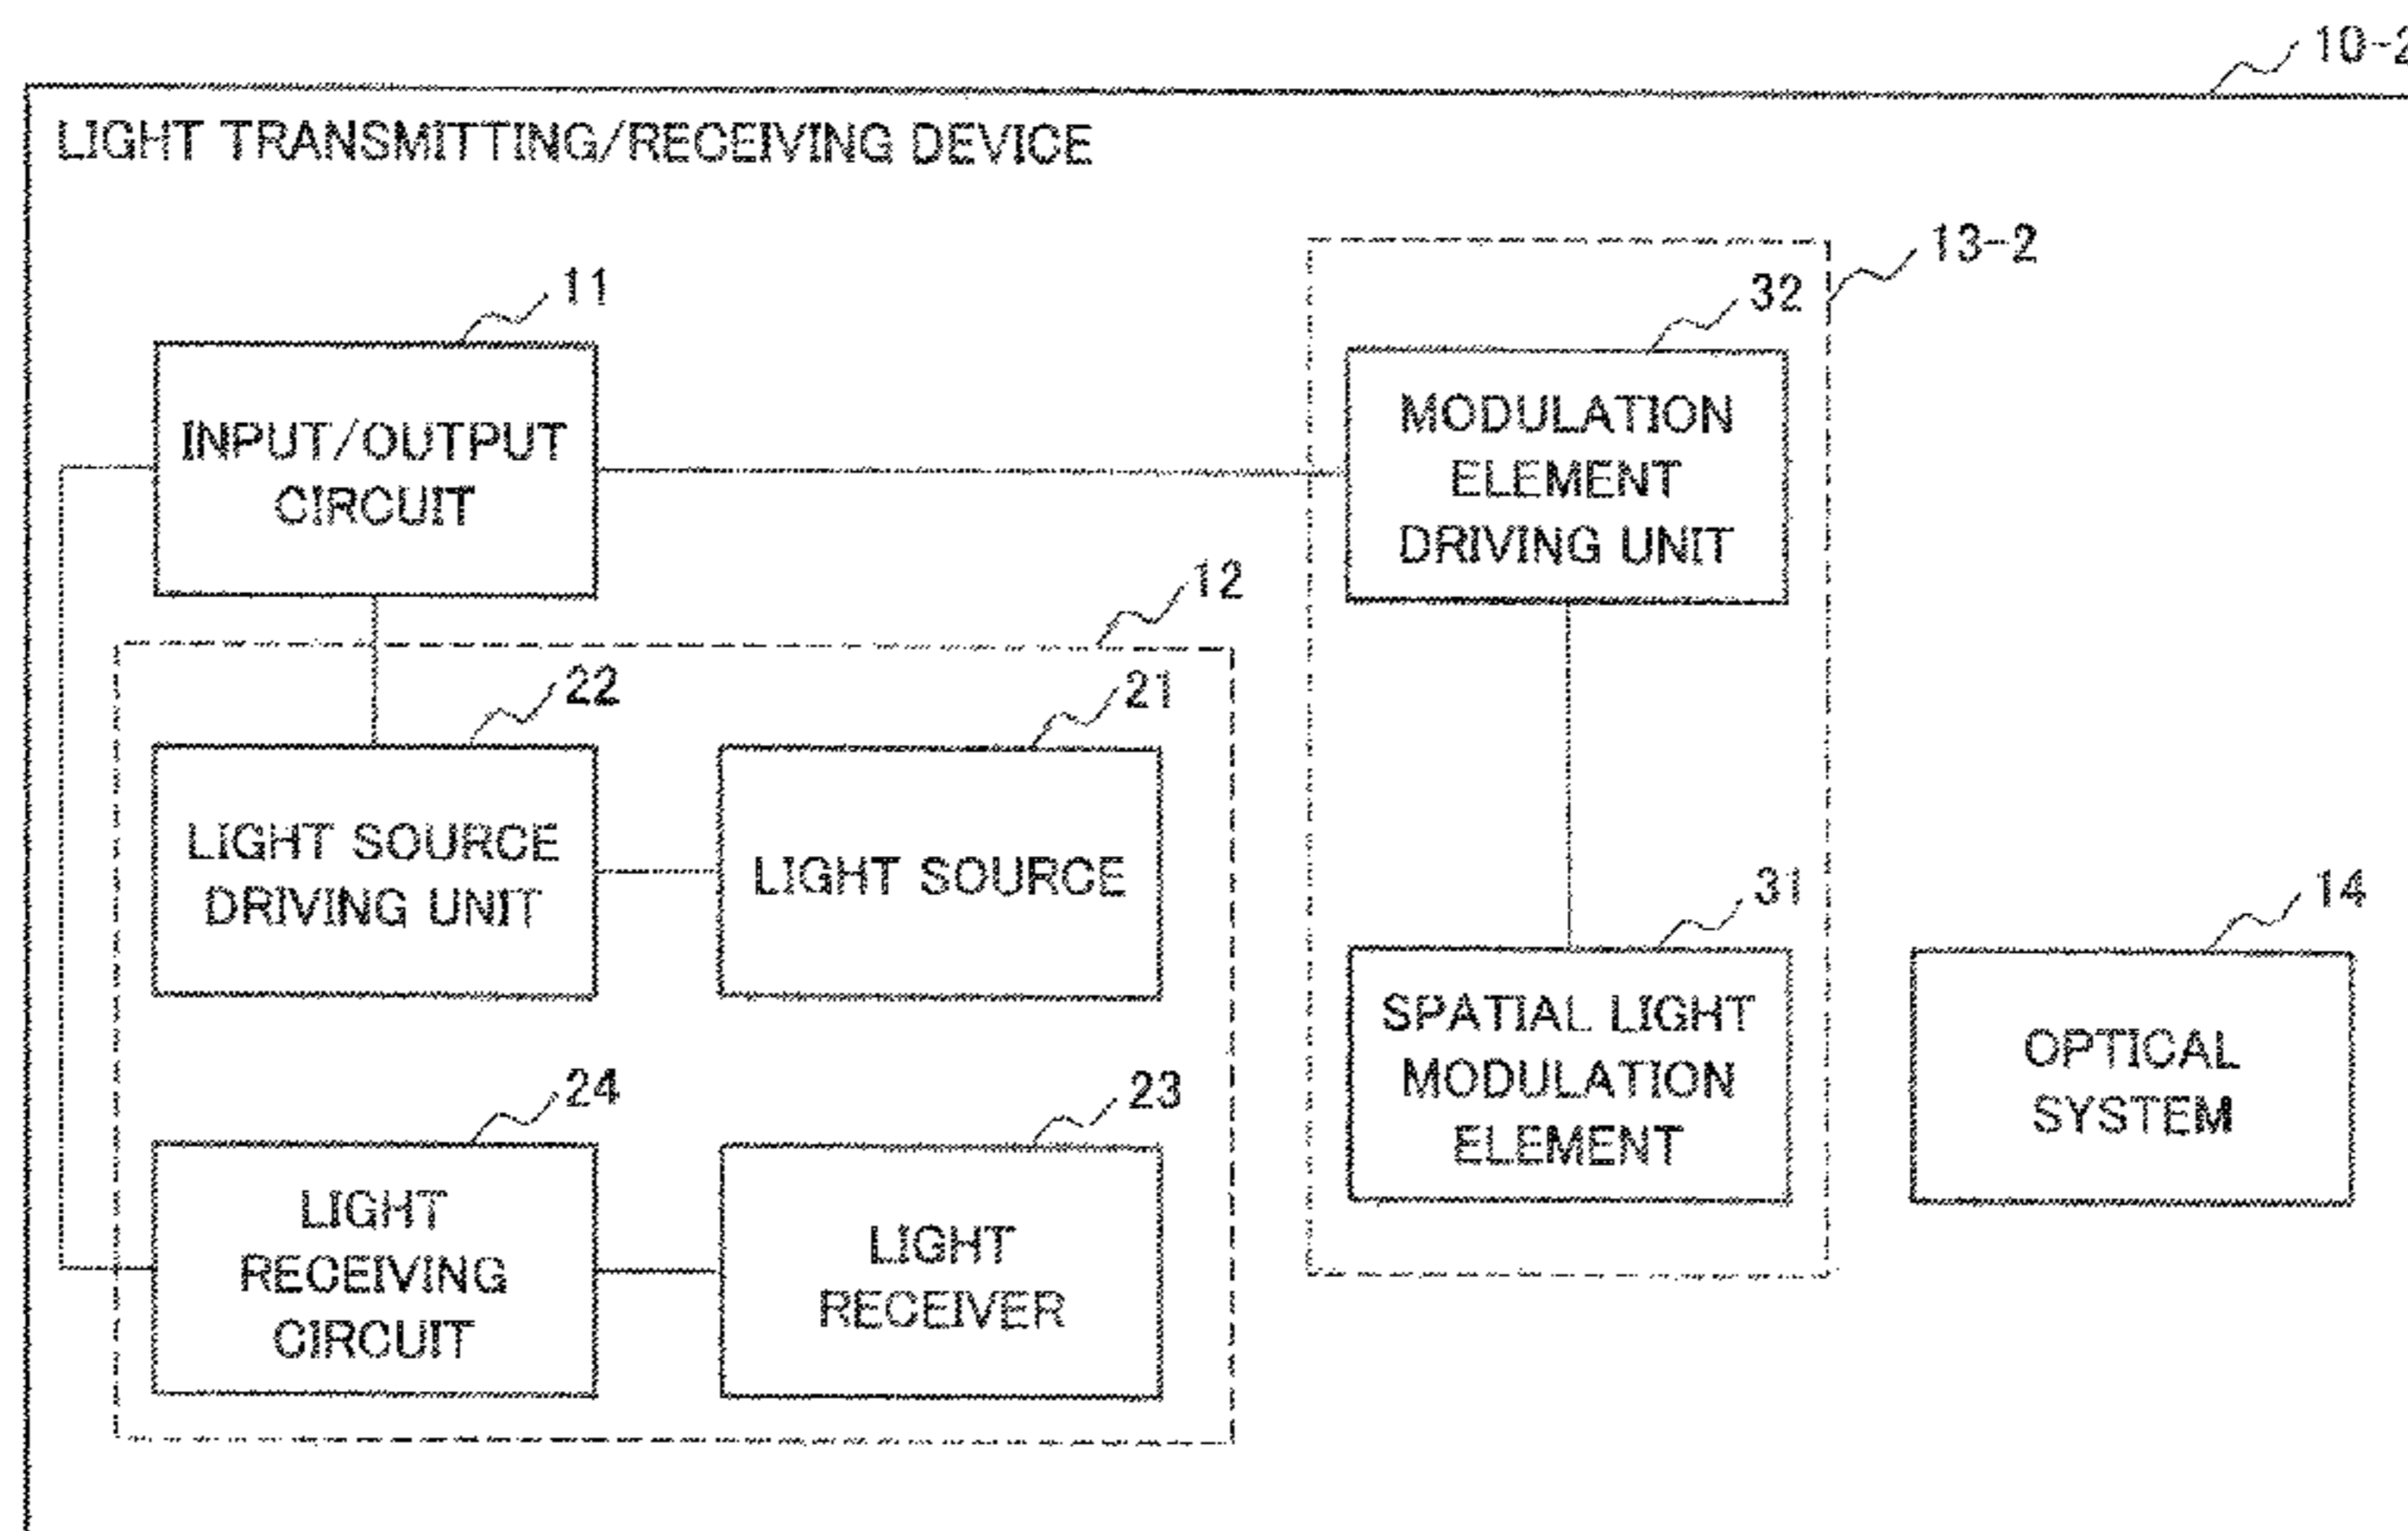 10-2
LIGHT TRANSMITTING/RECEIVING DEVICE
13-2
11
32
INPUT/OUTPUT
CIRCUIT
MODULATION
ELEMENT
DRIVING UNIT
12
22
21
LIGHT SOURCE
DRIVING UNIT
LIGHT SOURCE
31
14
SPATIAL LIGHT
MODULATION
ELEMENT
OPTICAL
SYSTEM
24
23
LIGHT
RECEIVING
CIRCUIT
LIGHT
RECEIVER